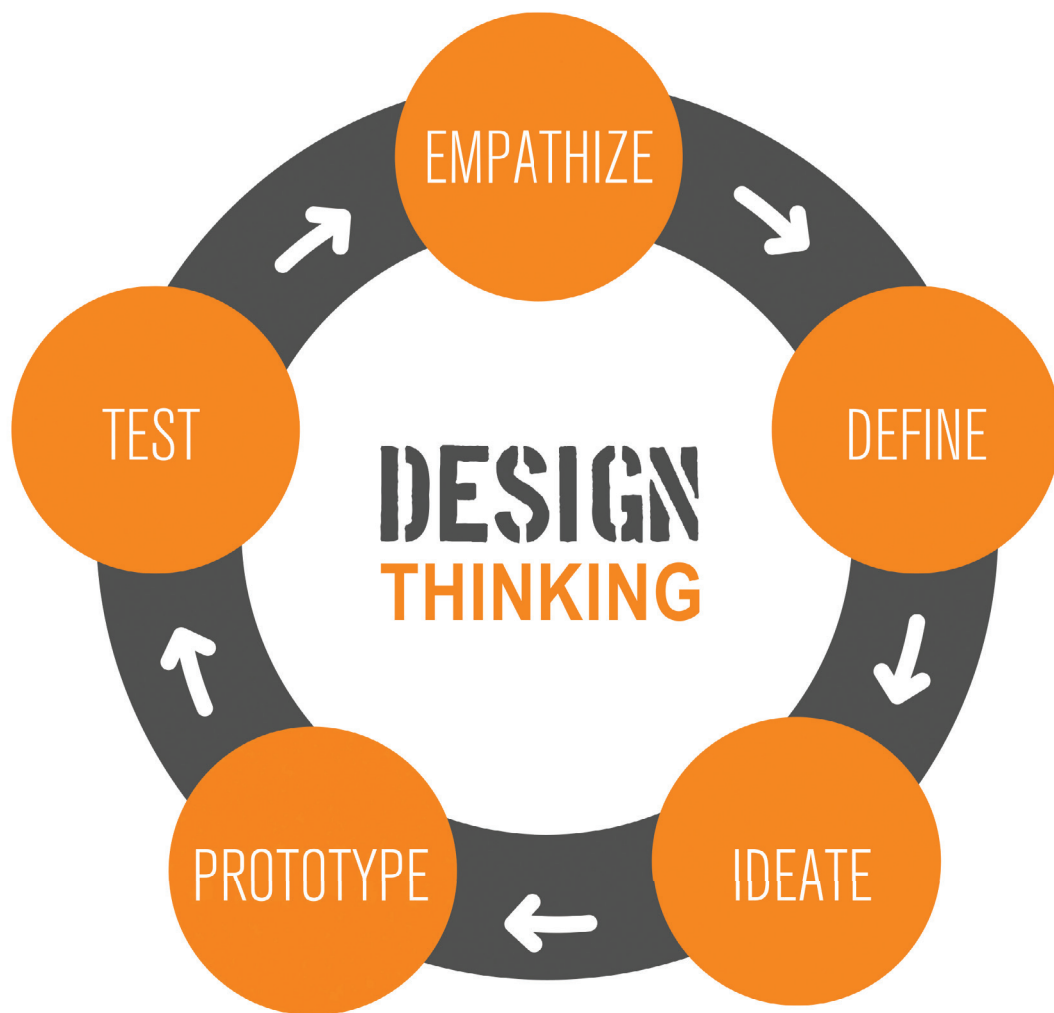 EMPATHIZE
DEFINE
IDEATE
PROTOTYPE
TEST
DESIGN
THINKING